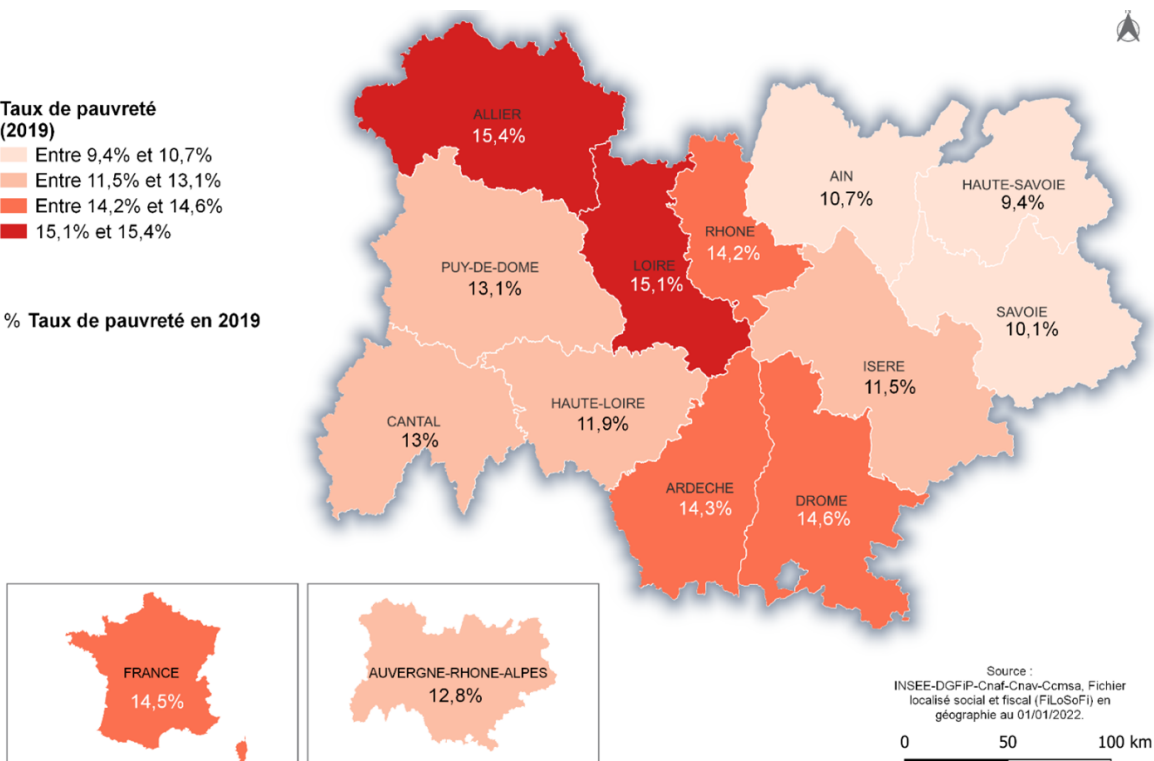 Taux de pauvreté
(2019)
Entre 9,4% et 10,7%
Entre 11,5% et 13,1%
Entre 14,2% et 14,6%
15,1% et 15,4%
% Taux de pauvreté en 2019
ALLIER
15,4%
AIN
10,7%
HAUTE-SAVOIE
9,4%
RHONE
14,2%
LOIRE
15,1%
PUY-DE-DOME
13,1%
SAVOIE
10,1%
ISERE
11,5%
HAUTE-LOIRE
11,9%
CANTAL
13%
ARDECHE
14,3%
DROME
14,6%
FRANCE
14,5%
AUVERGNE-RHONE-ALPES
12,8%
Source :
INSEE-DGFiP-Cnaf-Cnav-Ccmsa, Fichier
localisé social et fiscal (FiLoSoFi) en
géographie au 01/01/2022.
0 50 100 km